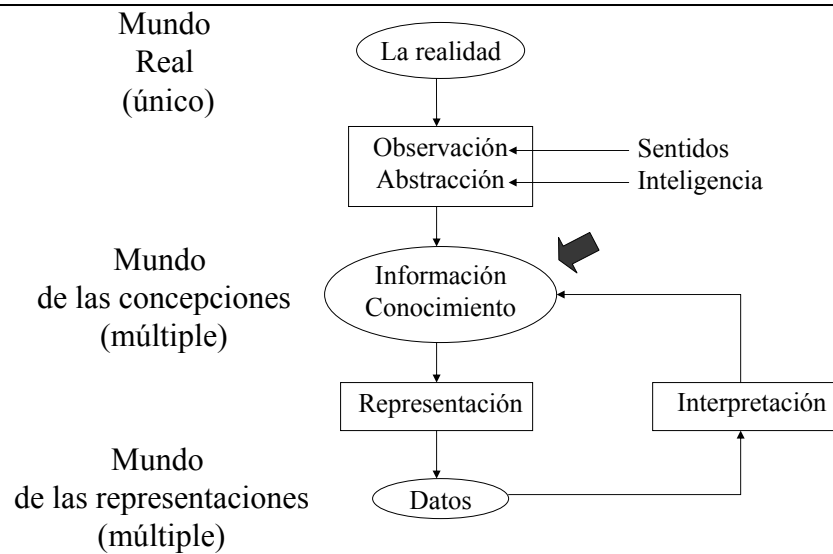 Mundo
Real
(único)
La realidad
Observación
Abstracción
Sentidos
Inteligencia
Mundo
de las concepciones
(múltiple)
Información
Conocimiento
Representación
Interpretación
Mundo
de las representaciones
(múltiple)
Datos